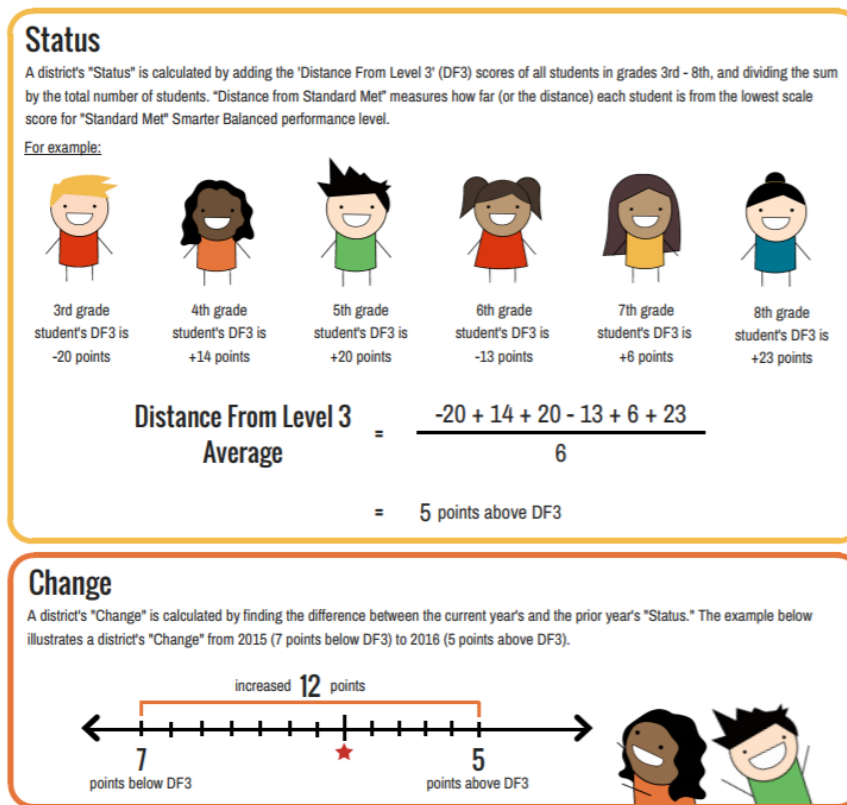 Status
A district's "Status" is calculated by adding the 'Distance From Level 3' (DF3) scores of all students in grades 3rd - 8th, and dividing the sum
by the total number of students. “Distance from Standard Met” measures how far (or the distance) each student is from the lowest scale
score for "Standard Met" Smarter Balanced performance level.
For example:
3rd grade
student's DF3 is
-20 points
4th grade
student's DF3 is
+14 points
5th grade
student's DF3 is
+20 points
6th grade
student's DF3 is
-13 points
7th grade
student's DF3 is
+6 points
8th grade
student's DF3 is
+23 points
Distance From Level 3
Average
=
-20 + 14 + 20 - 13 + 6 + 23
6
= 5 points above DF3
Change
A district's "Change" is calculated by finding the difference between the current year's and the prior year's "Status." The example below
illustrates a district's "Change" from 2015 (7 points below DF3) to 2016 (5 points above DF3).
increased 12 points
7
points below DF3
5
points above DF3